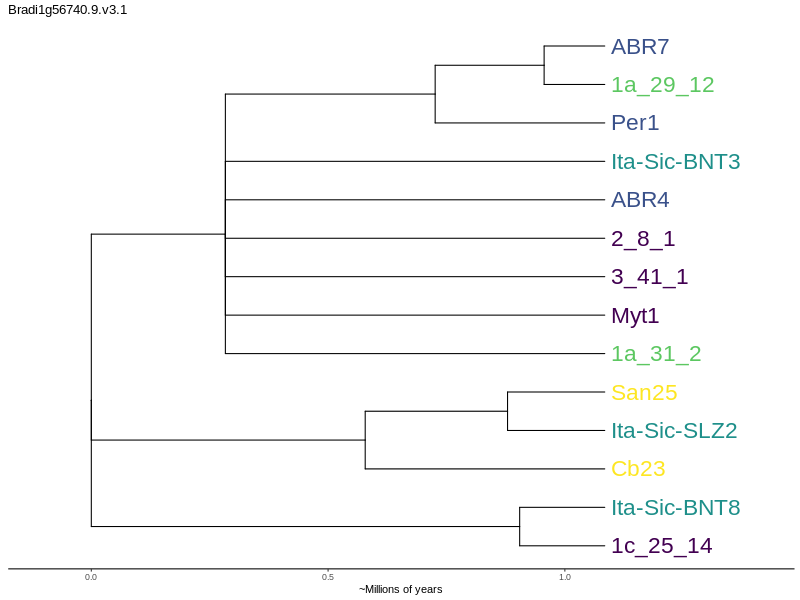 Bradi1g56740.9.v3.1
ABR7
1a_29_12
Per1
Ita-Sic-BNT3
ABR4
2_8_1
3_41_1
Myt1
1a_31_2
San25
Ita-Sic-SLZ2
Cb23
Ita-Sic-BNT8
1c_25_14
0.0 0.5 1.0
~Millions of years